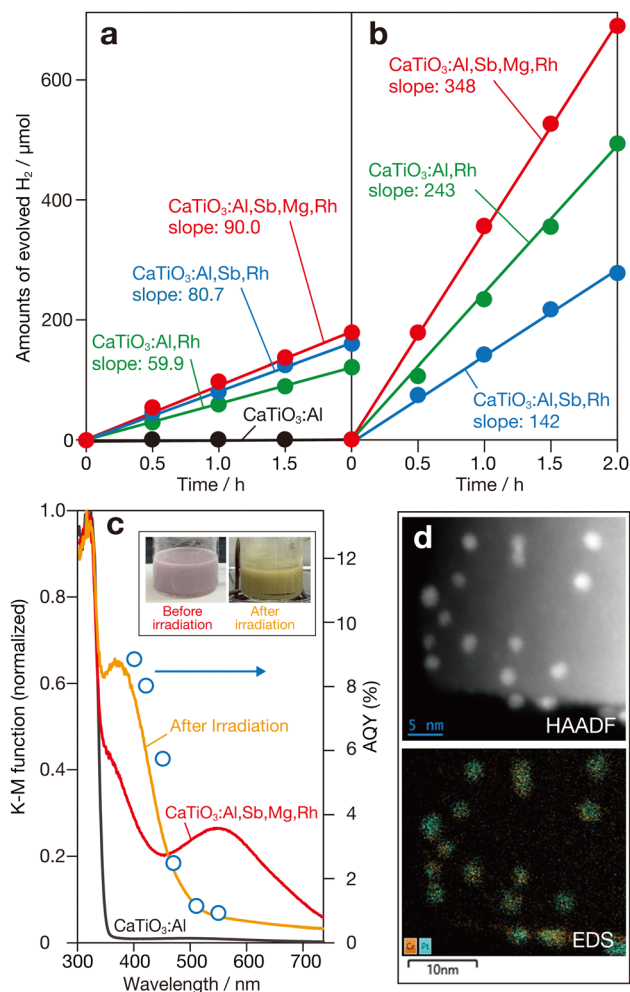 a
b
Amounts of evolved H₂ / μmol
600
400
200
0
CaTiO₃:Al,Sb,Mg,Rh
slope: 90.0
CaTiO₃:Al,Sb,Rh
slope: 80.7
CaTiO₃:Al,Rh
slope: 59.9
CaTiO₃:Al
0 0.5 1.0 1.5 0 0.5 1.0 1.5 2.0
Time / h
Time / h
CaTiO₃:Al,Sb,Mg,Rh
slope: 348
CaTiO₃:Al,Rh
slope: 243
CaTiO₃:Al,Sb,Rh
slope: 142
c
K-M function (normalized)
1.0
0.8
0.6
0.4
0.2
0
Before
irradiation
After
irradiation
After Irradiation
CaTiO₃:Al,Sb,Mg,Rh
CaTiO₃:Al
12
10
8
6
4
2
0
AQY (%)
300 400 500 600 700
Wavelength / nm
d
5 nm
HAADF
Cr Pt
EDS
10nm